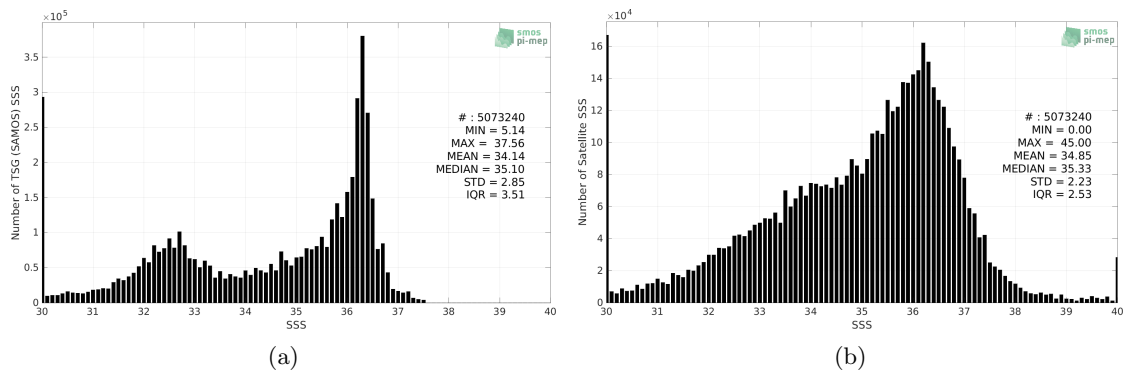 ×10^5
smos
pi-mep
3.5
3
2.5
2
1.5
1
0.5
0
Number of TSG (SAMOS) SSS
# : 5073240
MIN = 5.14
MAX = 37.56
MEAN = 34.14
MEDIAN = 35.10
STD = 2.85
IQR = 3.51
30 31 32 33 34 35 36 37 38 39 40
SSS
(a)
×10^4
smos
pi-mep
16
14
12
10
8
6
4
2
0
Number of Satellite SSS
# : 5073240
MIN = 0.00
MAX = 45.00
MEAN = 34.85
MEDIAN = 35.33
STD = 2.23
IQR = 2.53
30 31 32 33 34 35 36 37 38 39 40
SSS
(b)